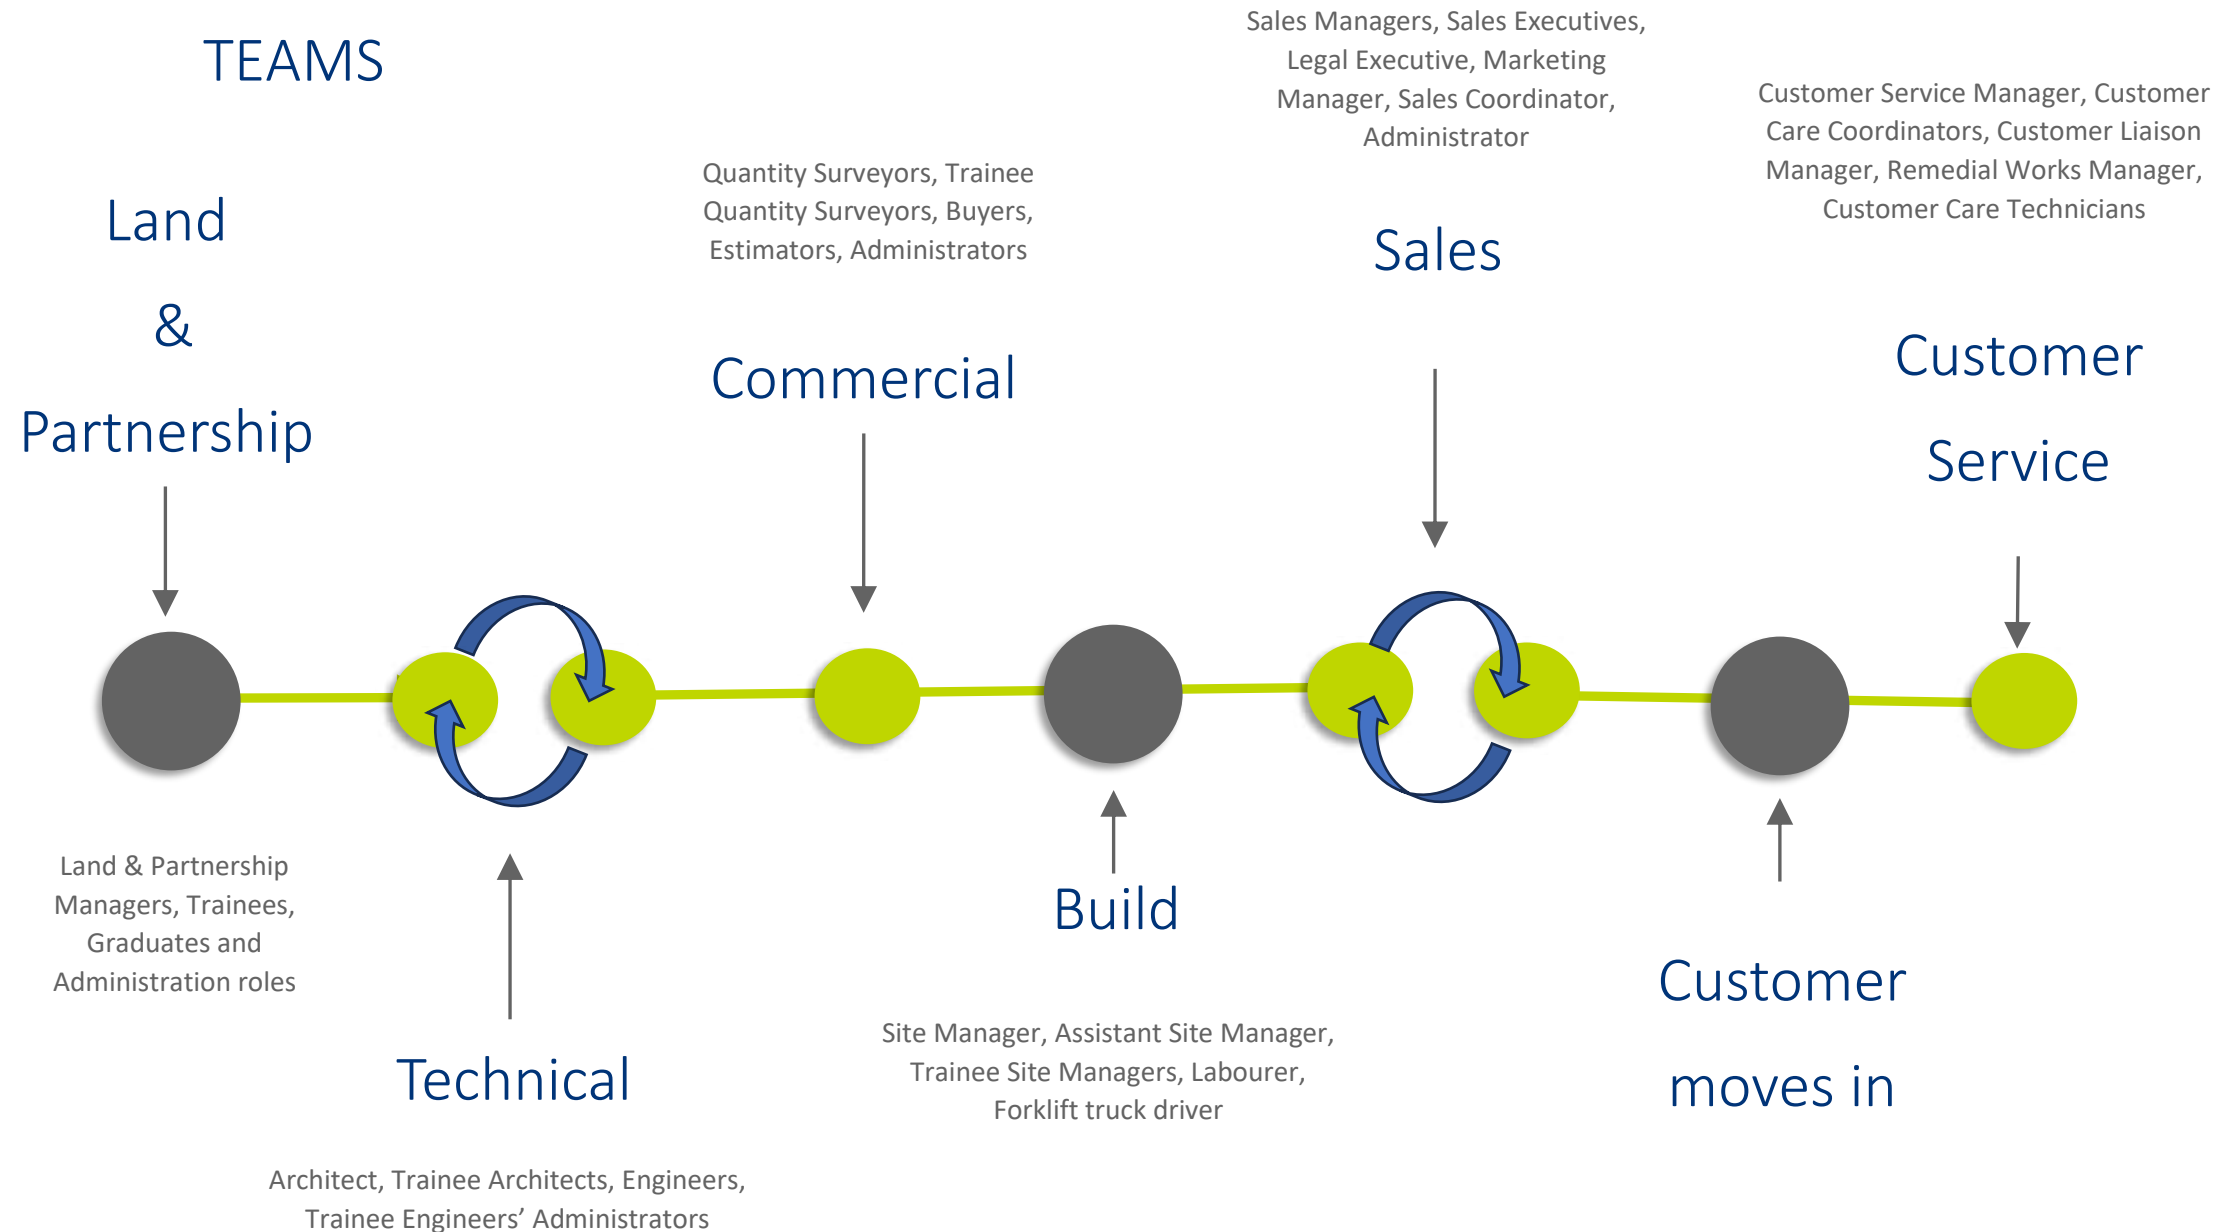 TEAMS
Land
&
Partnership
Land & Partnership
Managers, Trainees,
Graduates and
Administration roles
Technical
Architect, Trainee Architects, Engineers,
Trainee Engineers’ Administrators
Quantity Surveyors, Trainee
Quantity Surveyors, Buyers,
Estimators, Administrators
Commercial
Build
Site Manager, Assistant Site Manager,
Trainee Site Managers, Labourer,
Forklift truck driver
Sales Managers, Sales Executives,
Legal Executive, Marketing
Manager, Sales Coordinator,
Administrator
Sales
Customer
moves in
Customer Service Manager, Customer
Care Coordinators, Customer Liaison
Manager, Remedial Works Manager,
Customer Care Technicians
Customer
Service